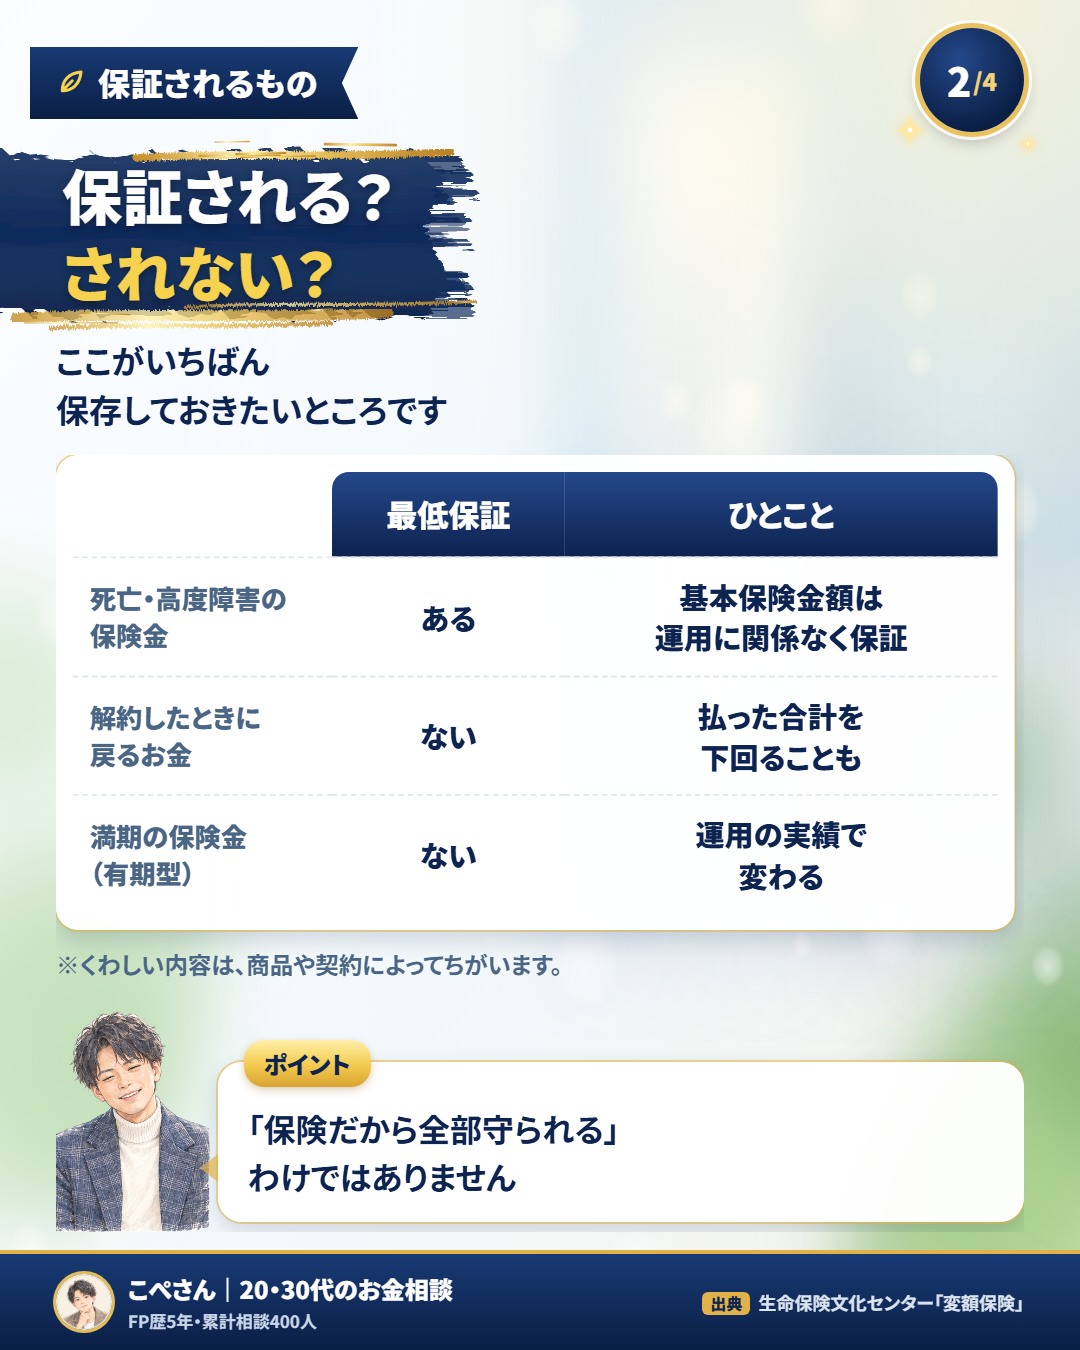 保証されるもの
2/4
保証される？
されない？
ここがいちばん
保存しておきたいところです
最低保証 ひとこと
死亡・高度障害の
保険金
ある
基本保険金額は
運用に関係なく保証
解約したときに
戻るお金
ない
払った合計を
下回ることも
満期の保険金
（有期型）
ない
運用の実績で
変わる
※くわしい内容は、商品や契約によってちがいます。
ポイント
「保険だから全部守られる」
わけではありません
こぺさん｜20・30代のお金相談
FP歴5年・累計相談400人
出典 生命保険文化センター「変額保険」